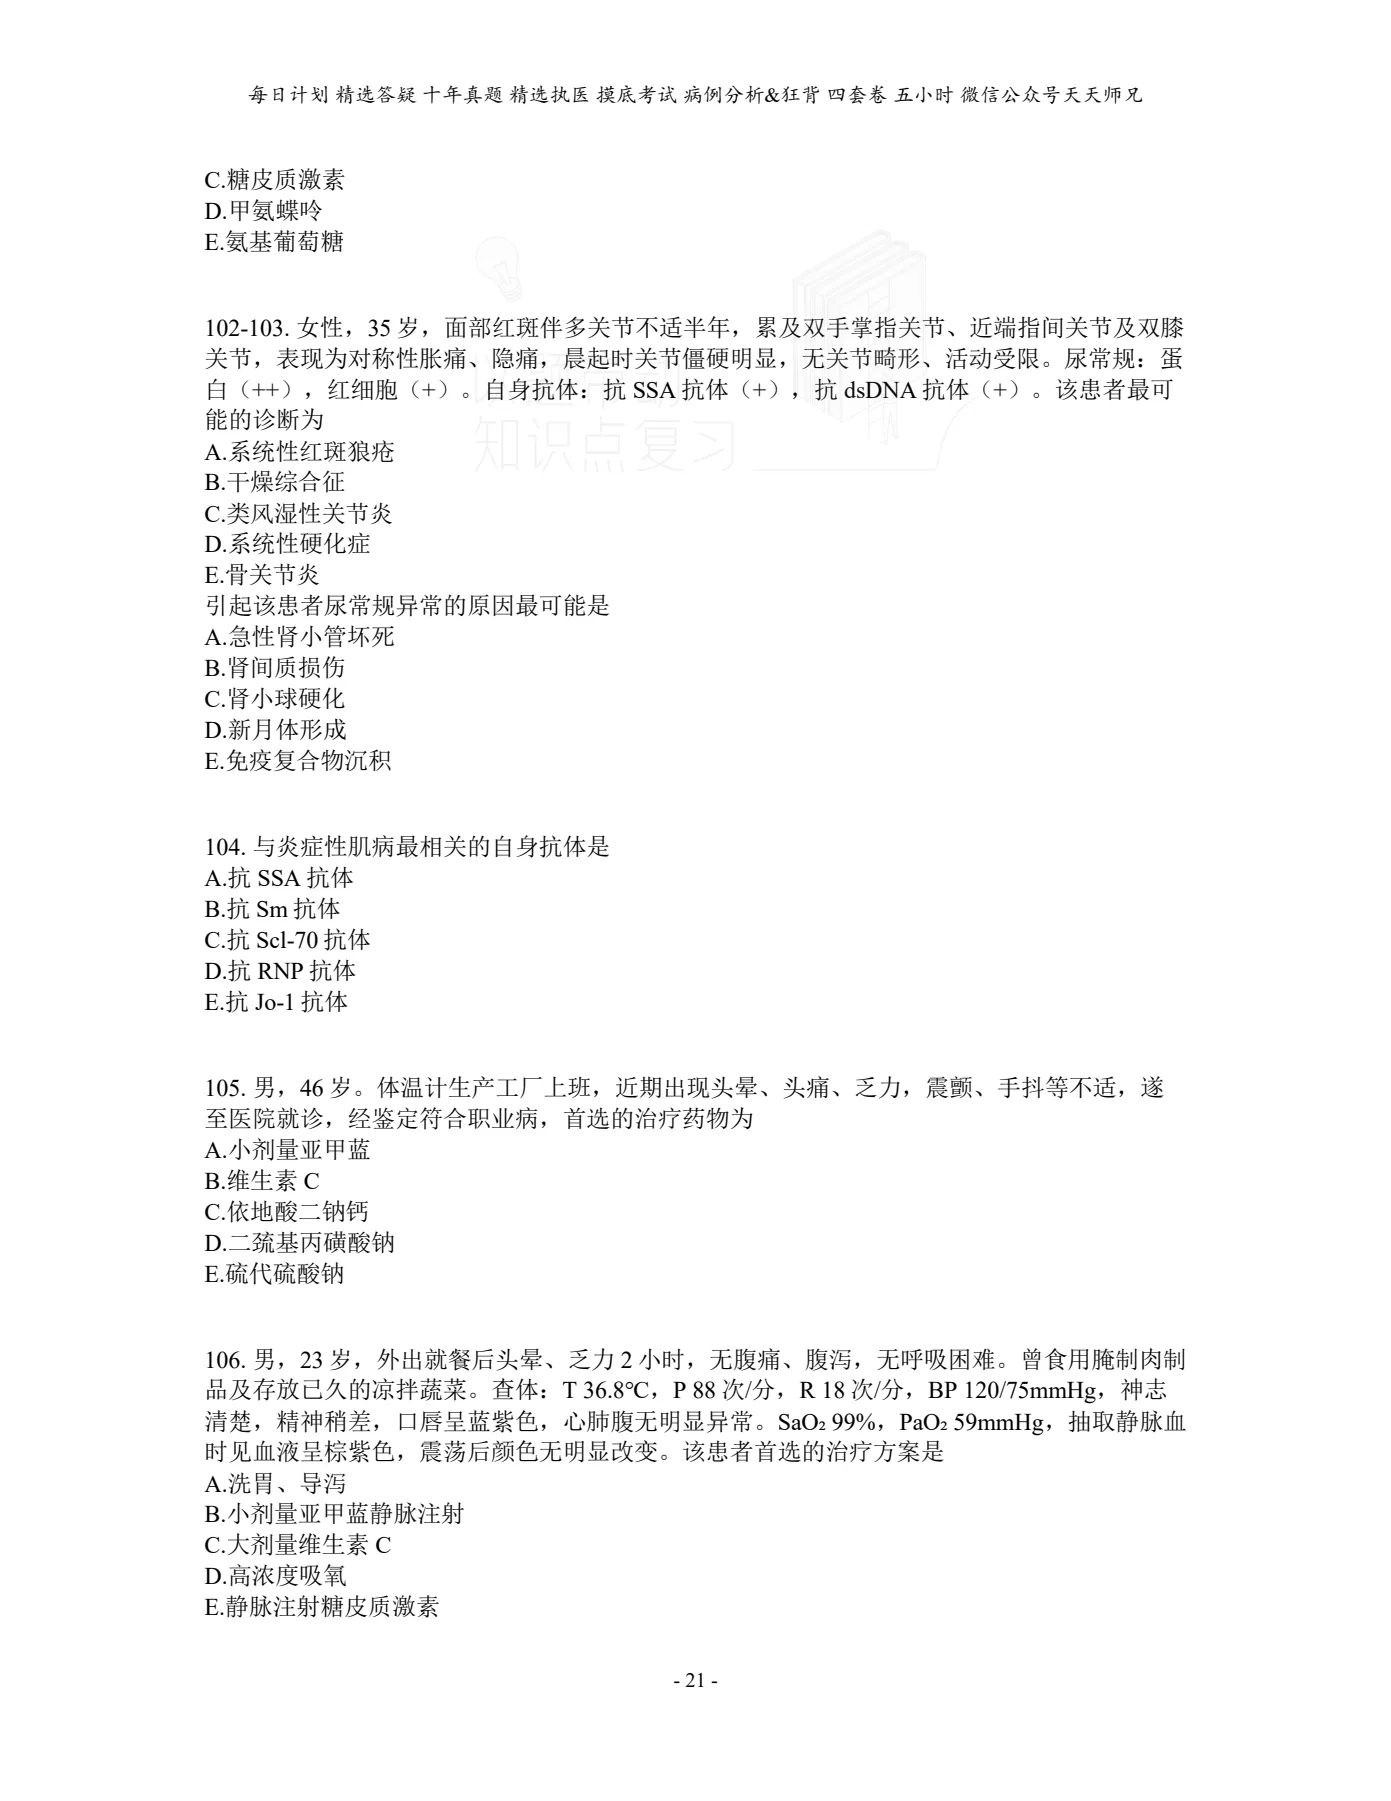 每日计划 精选答疑 十年真题 精选执医 摸底考试 病例分析&狂背 四套卷 五小时 微信公众号天天师兄
C.糖皮质激素
D.甲氨蝶呤
E.氨基葡萄糖
102-103. 女性，35 岁，面部红斑伴多关节不适半年，累及双手掌指关节、近端指间关节及双膝
关节，表现为对称性胀痛、隐痛，晨起时关节僵硬明显，无关节畸形、活动受限。尿常规：蛋
白（++），红细胞（+）。自身抗体：抗 SSA 抗体（+），抗 dsDNA 抗体（+）。该患者最可
能的诊断为
知识点复习
A.系统性红斑狼疮
B.干燥综合征
C.类风湿性关节炎
D.系统性硬化症
E.骨关节炎
引起该患者尿常规异常的原因最可能是
A.急性肾小管坏死
B.肾间质损伤
C.肾小球硬化
D.新月体形成
E.免疫复合物沉积
104. 与炎症性肌病最相关的自身抗体是
A.抗 SSA 抗体
B.抗 Sm 抗体
C.抗 Scl-70 抗体
D.抗 RNP 抗体
E.抗 Jo-1 抗体
105. 男，46 岁。体温计生产工厂上班，近期出现头晕、头痛、乏力，震颤、手抖等不适，遂
至医院就诊，经鉴定符合职业病，首选的治疗药物为
A.小剂量亚甲蓝
B.维生素 C
C.依地酸二钠钙
D.二巯基丙磺酸钠
E.硫代硫酸钠
106. 男，23 岁，外出就餐后头晕、乏力 2 小时，无腹痛、腹泻，无呼吸困难。曾食用腌制肉制
品及存放已久的凉拌蔬菜。查体：T 36.8℃，P 88 次/分，R 18 次/分，BP 120/75mmHg，神志
清楚，精神稍差，口唇呈蓝紫色，心肺腹无明显异常。SaO₂ 99%，PaO₂ 59mmHg，抽取静脉血
时见血液呈棕紫色，震荡后颜色无明显改变。该患者首选的治疗方案是
A.洗胃、导泻
B.小剂量亚甲蓝静脉注射
C.大剂量维生素 C
D.高浓度吸氧
E.静脉注射糖皮质激素
- 21 -